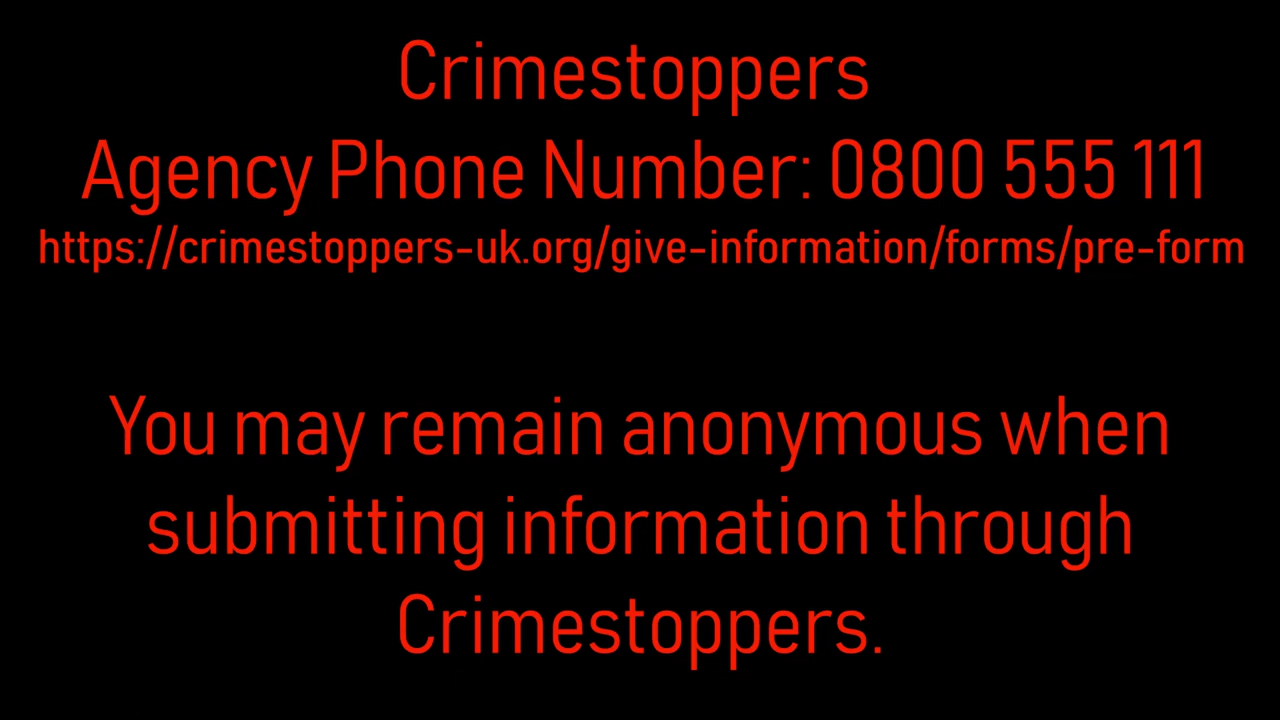 Crimestoppers
Agency Phone Number: 0800 555 111
https://crimestoppers-uk.org/give-information/forms/pre-form
You may remain anonymous when
submitting information through
Crimestoppers.